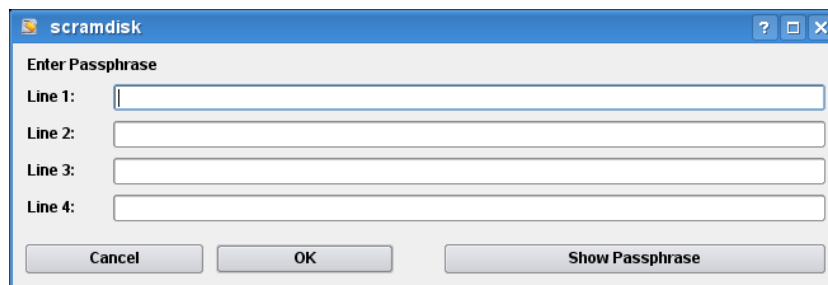 scramdisk
Enter Passphrase
Line 1:
Line 2:
Line 3:
Line 4:
Cancel OK Show Passphrase